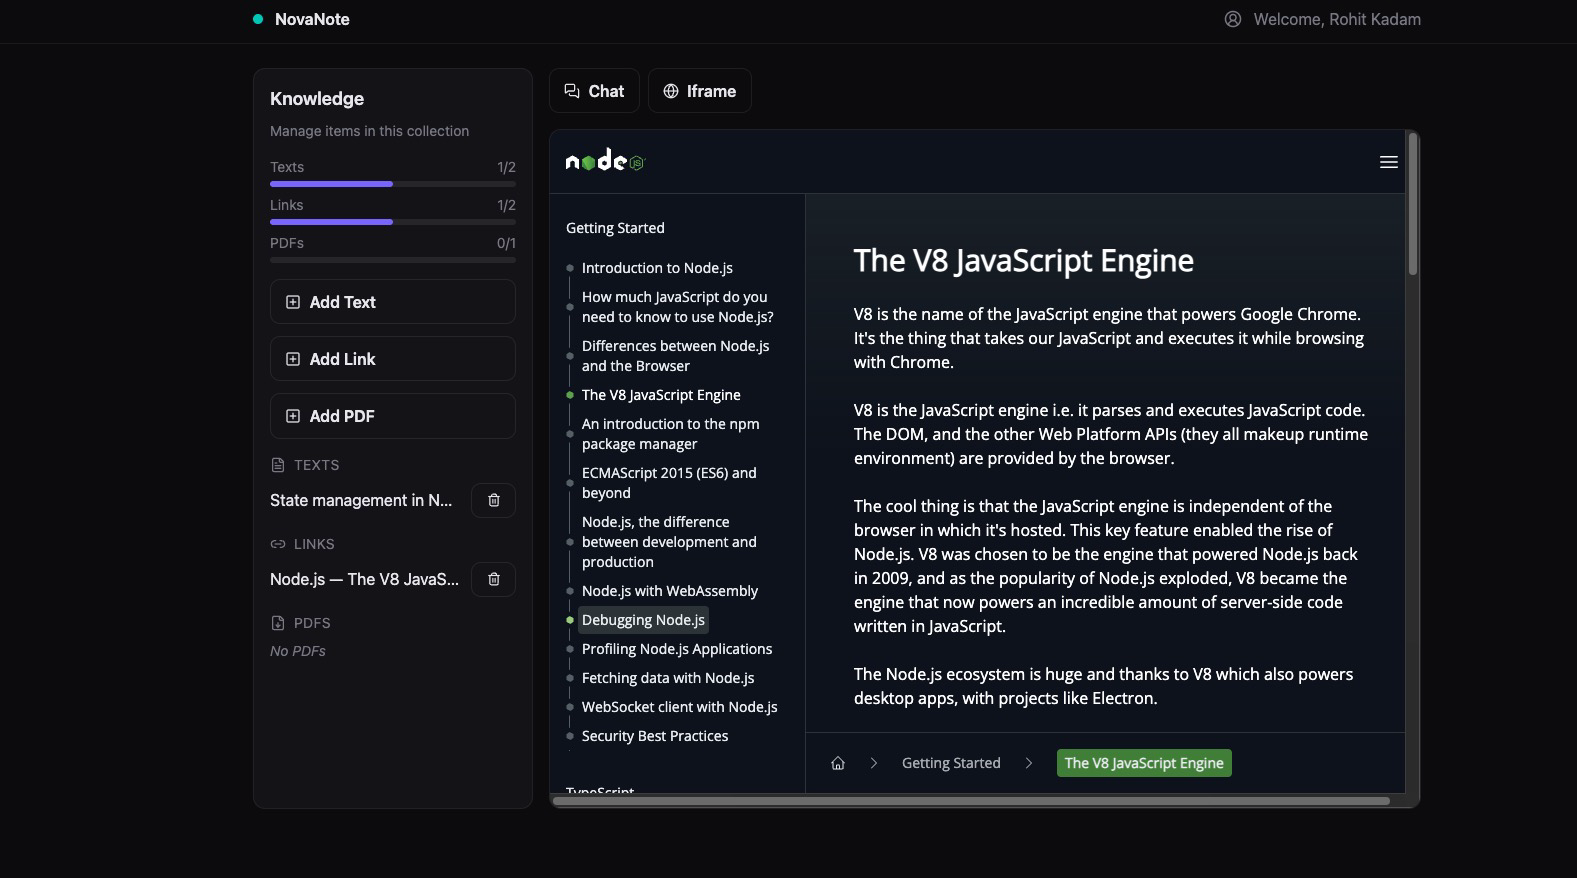 NovaNote
Welcome, Rohit Kadam
Knowledge
Manage items in this collection
Texts 1/2
Links 1/2
PDFs 0/1
Add Text
Add Link
Add PDF
TEXTS
State management in N...
LINKS
Node.js — The V8 JavaS...
PDFS
No PDFs
Chat
Iframe
node
JS
Getting Started
Introduction to Node.js
How much JavaScript do you
need to know to use Node.js?
Differences between Node.js
and the Browser
The V8 JavaScript Engine
An introduction to the npm
package manager
ECMAScript 2015 (ES6) and
beyond
Node.js, the difference
between development and
production
Node.js with WebAssembly
Debugging Node.js
Profiling Node.js Applications
Fetching data with Node.js
WebSocket client with Node.js
Security Best Practices
TypeScript
The V8 JavaScript Engine
V8 is the name of the JavaScript engine that powers Google Chrome.
It's the thing that takes our JavaScript and executes it while browsing
with Chrome.
V8 is the JavaScript engine i.e. it parses and executes JavaScript code.
The DOM, and the other Web Platform APIs (they all makeup runtime
environment) are provided by the browser.
The cool thing is that the JavaScript engine is independent of the
browser in which it's hosted. This key feature enabled the rise of
Node.js. V8 was chosen to be the engine that powered Node.js back
in 2009, and as the popularity of Node.js exploded, V8 became the
engine that now powers an incredible amount of server-side code
written in JavaScript.
The Node.js ecosystem is huge and thanks to V8 which also powers
desktop apps, with projects like Electron.
Getting Started
The V8 JavaScript Engine